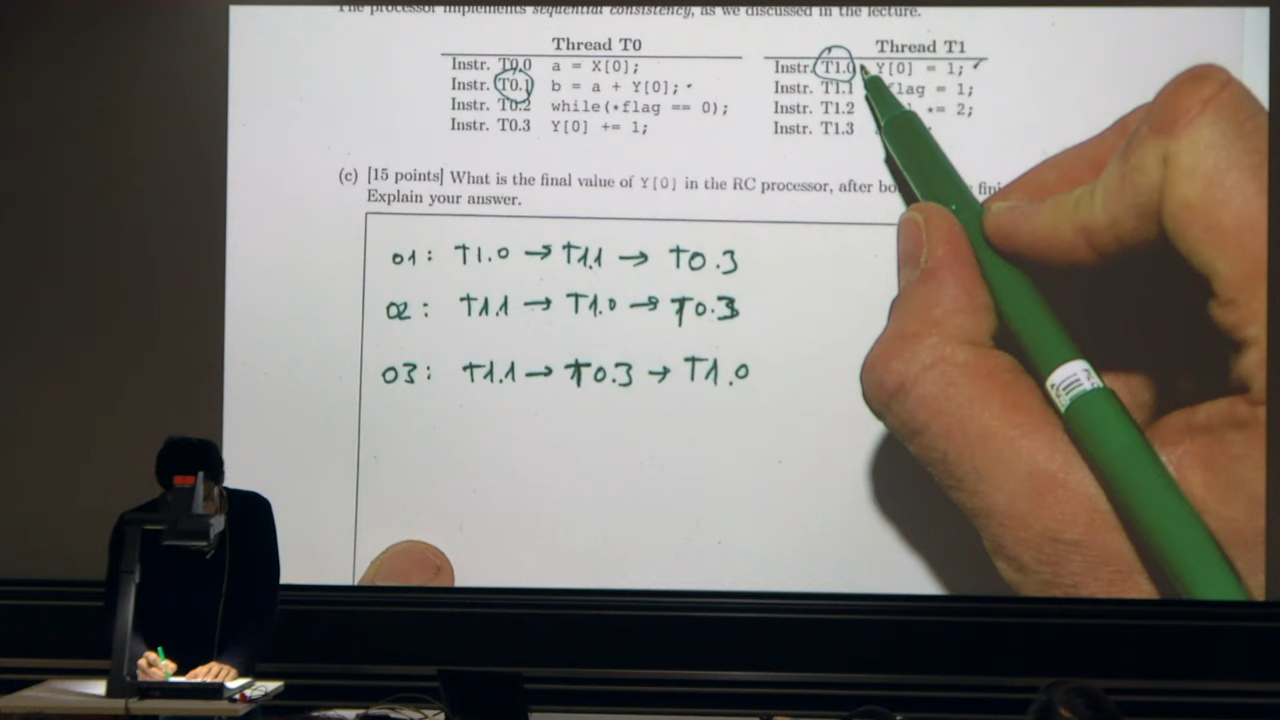 The processor implements sequential consistency, as we discussed in the lecture.
Thread T0
Instr. T0.0 a = X[0];
Instr. T0.1 b = a + Y[0];
Instr. T0.2 while(*flag == 0);
Instr. T0.3 Y[0] += 1;
Thread T1
Instr. T1.0 Y[0] = 1;
Instr. T1.1 flag = 1;
Instr. T1.2 *= 2;
Instr. T1.3
(c) [15 points] What is the final value of Y[0] in the RC processor, after
Explain your answer.
01: T1.0 → T1.1 → T0.3
02: T1.1 → T1.0 → T0.3
03: T1.1 → T0.3 → T1.0